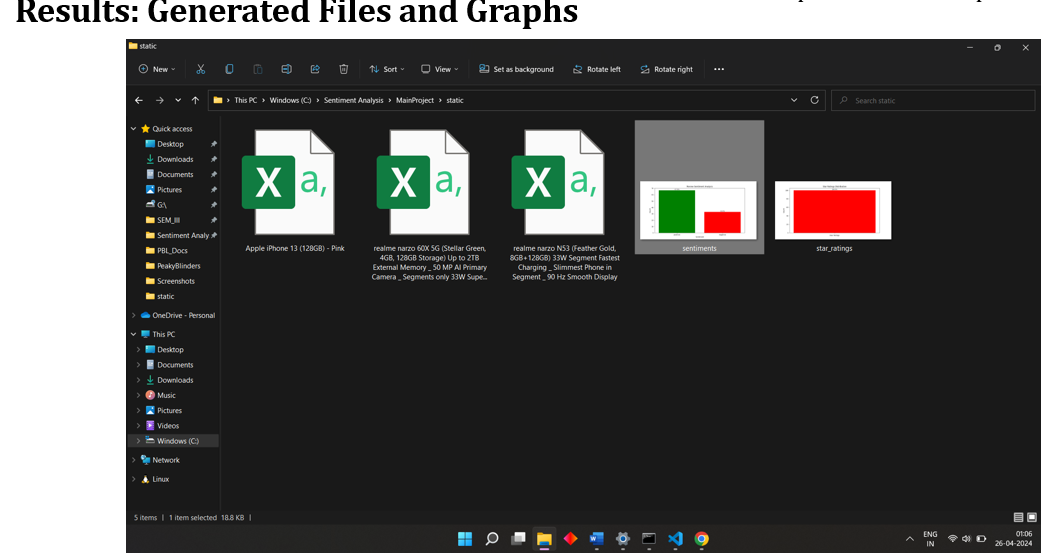 Results: Generated Files and Graphs
static
New
Sort
View
Set as background
Rotate left
Rotate right
This PC > Windows (C:) > Sentiment Analysis > MainProject > static
Search static
Quick access
Desktop
Downloads
Documents
Pictures
G:\
SEM_III
Sentiment Analy
PBL_Docs
PeakyBlinders
Screenshots
static
OneDrive - Personal
This PC
Desktop
Documents
Downloads
Music
Pictures
Videos
Windows (C:)
Network
Linux
X a,
X a,
X a,
Apple iPhone 13 (128GB) - Pink
realme narzo 60X 5G (Stellar Green,
4GB, 128GB Storage) Up to 2TB
External Memory _ 50 MP AI Primary
Camera _ Segments only 33W Supe...
realme narzo N53 (Feather Gold,
8GB+128GB) 33W Segment Fastest
Charging _ Slimmest Phone in
Segment _ 90 Hz Smooth Display
sentiments
star_ratings
5 items | 1 item selected 18.8 KB |
ENG
IN
01:06
26-04-2024